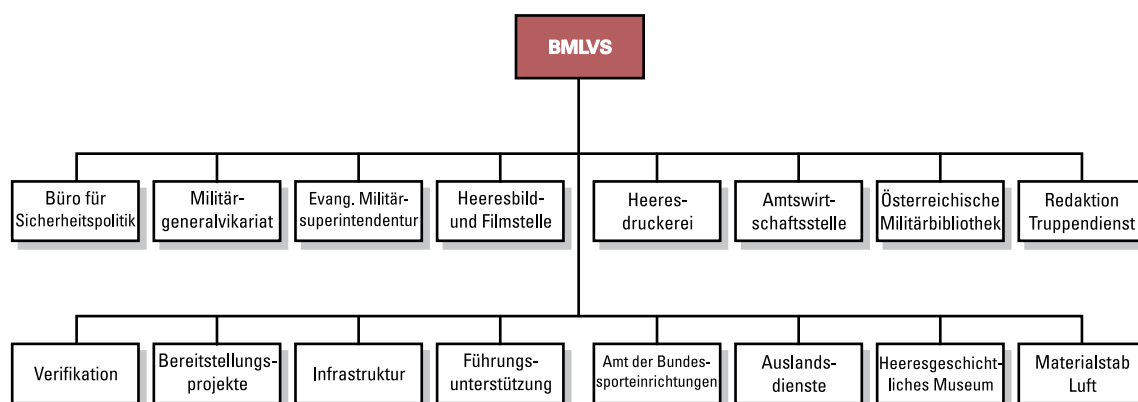 BMLVS
Büro für
Sicherheitspolitik
Militär-
generalvikariat
Evang. Militär-
superintendentur
Heeresbild-
und Filmstelle
Heeres-
druckerei
Amtswirt-
schaftsstelle
Österreichische
Militärbibliothek
Redaktion
Truppendienst
Verifikation
Bereitstellungs-
projekte
Infrastruktur
Führungs-
unterstützung
Amt der Bundes-
sporteinrichtungen
Auslands-
dienste
Heeresgeschicht-
liches Museum
Materialstab
Luft